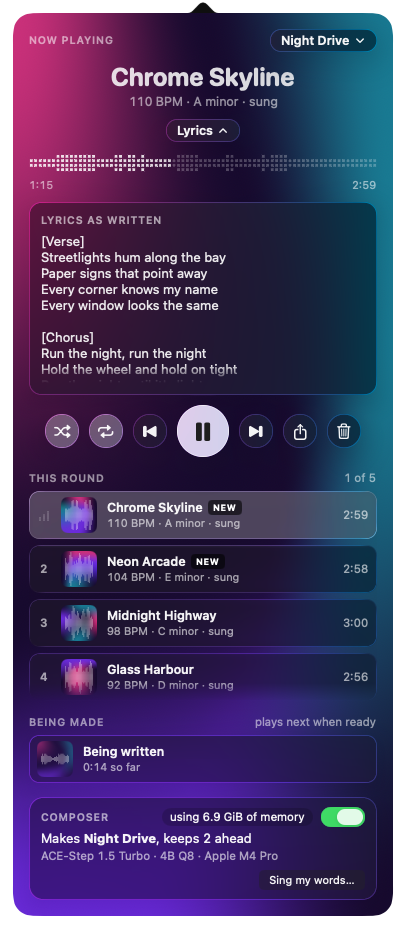 NOW PLAYING
Night Drive
Chrome Skyline
110 BPM · A minor · sung
Lyrics
1:15
2:59
LYRICS AS WRITTEN
[Verse]
Streetlights hum along the bay
Paper signs that point away
Every corner knows my name
Every window looks the same
[Chorus]
Run the night, run the night
Hold the wheel and hold on tight
THIS ROUND
1 of 5
Chrome Skyline NEW
110 BPM · A minor · sung
2:59
2
Neon Arcade NEW
104 BPM · E minor · sung
2:58
3
Midnight Highway
98 BPM · C minor · sung
3:00
4
Glass Harbour
92 BPM · D minor · sung
2:56
BEING MADE
plays next when ready
Being written
0:14 so far
COMPOSER
using 6.9 GiB of memory
Makes Night Drive, keeps 2 ahead
ACE-Step 1.5 Turbo · 4B Q8 · Apple M4 Pro
Sing my words…